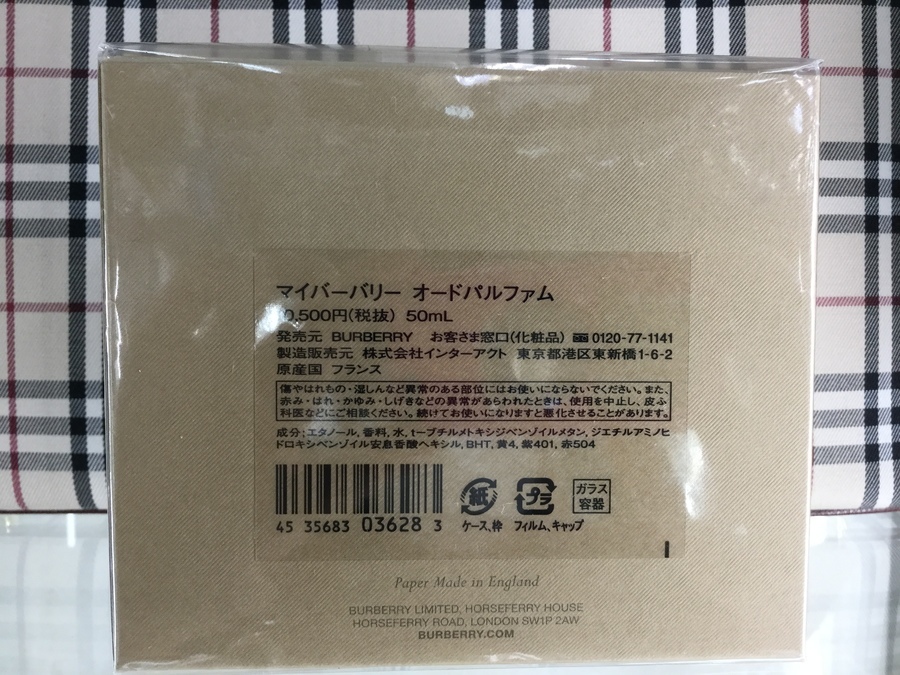 マイバーバリー オードパルファム
0,500円(税抜) 50mL
発売元 BURBERRY お客さま窓口(化粧品) 0120-77-1141
製造販売元 株式会社インターアクト 東京都港区東新橋1-6-2
原産国 フランス
傷やはれもの・湿しんなど異常のある部位にはお使いにならないでください。また、
赤み・はれ・かゆみ・しげきなどの異常があらわれたときは、使用を中止し、皮ふ
科医などにご相談ください。続けてお使いになりますと悪化させることがあります。
成分:エタノール,香料,水,t-ブチルメトキシジベンゾイルメタン,ジエチルアミノヒ
ドロキシベンゾイル安息香酸ヘキシル,BHT,黄4,紫401,赤504
45 35683 03628 3
紙 プラ ガラス容器
ケース、枠 フィルム、キャップ
Paper Made in England
BURBERRY LIMITED, HORSEFERRY HOUSE
HORSEFERRY ROAD, LONDON SW1P 2AW
BURBERRY.COM